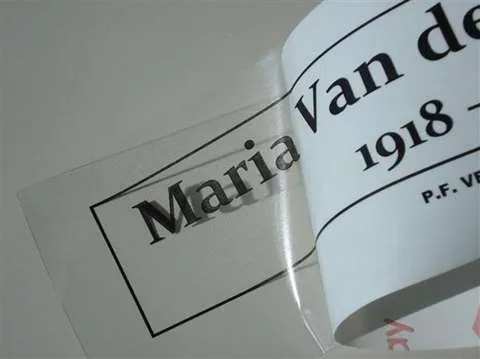 Maria Van de
1918 -
P.F. VE